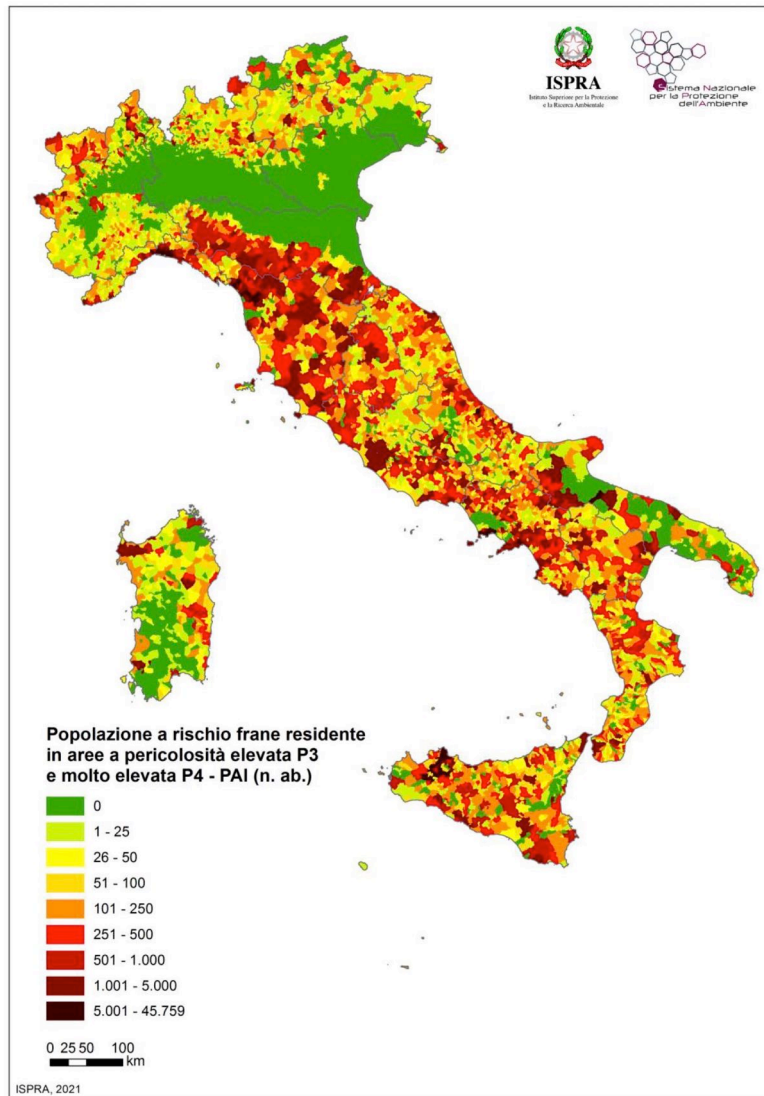 ISPRA
Istituto Superiore per la Protezione
e la Ricerca Ambientale
Sistema Nazionale
per la Protezione
dell'Ambiente
Popolazione a rischio frane residente
in aree a pericolosità elevata P3
e molto elevata P4 - PAI (n. ab.)
0
1 - 25
26 - 50
51 - 100
101 - 250
251 - 500
501 - 1.000
1.001 - 5.000
5.001 - 45.759
0 25 50 100
km
ISPRA, 2021